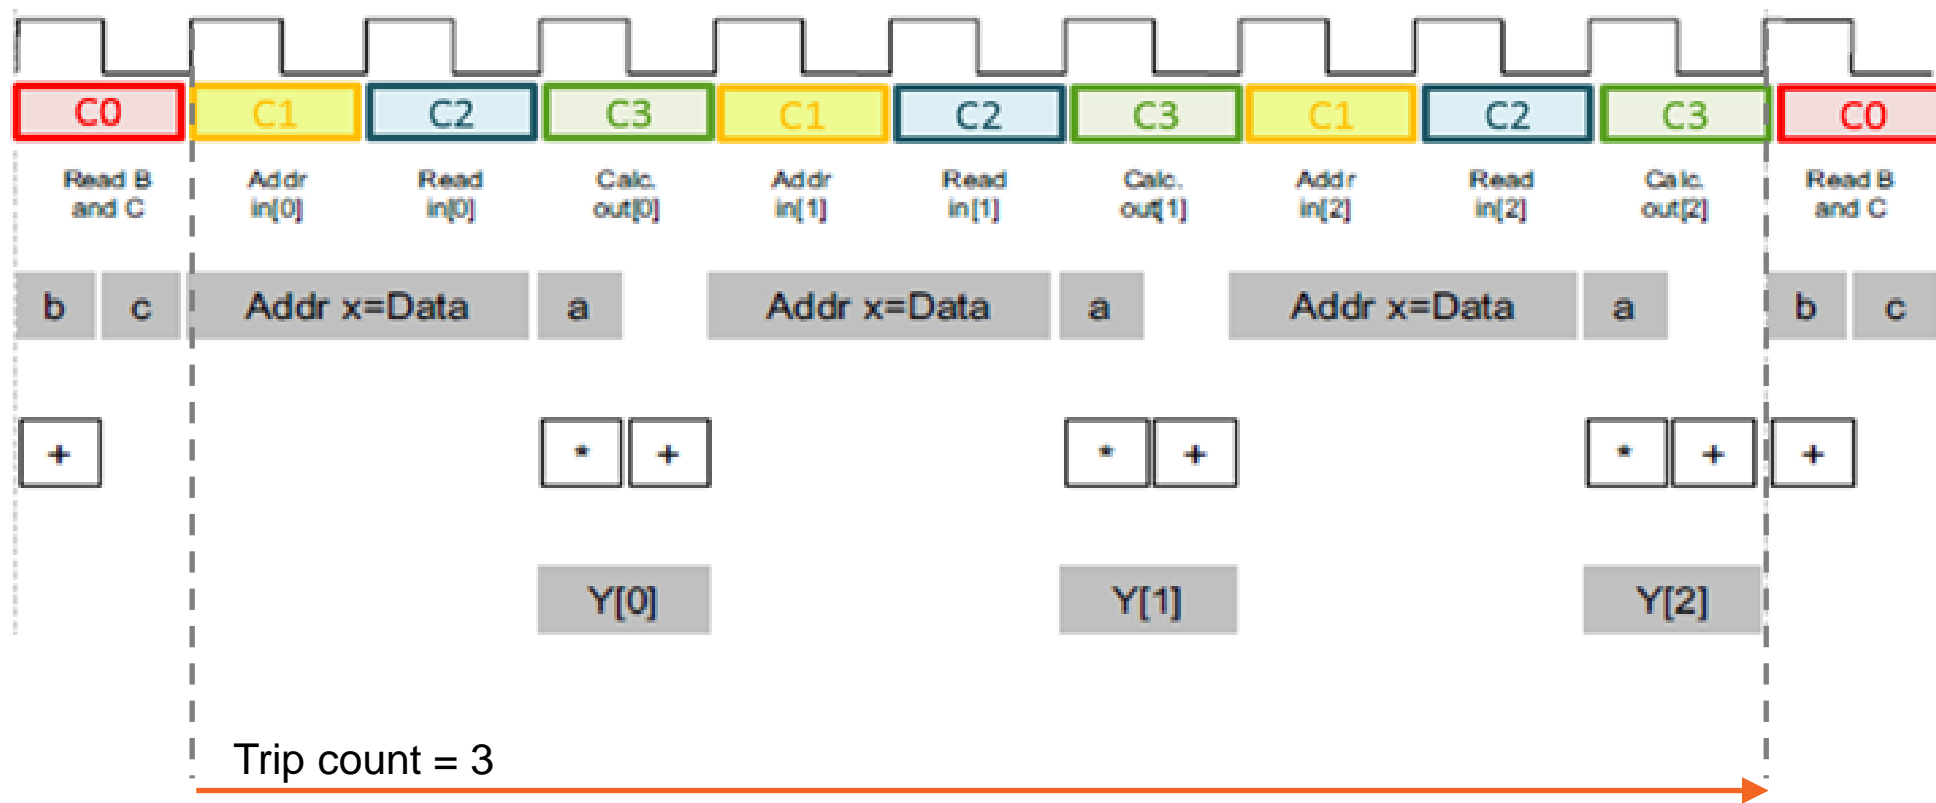 C0 C1 C2 C3 C1 C2 C3 C1 C2 C3 C0
Read B Addr Read Calc. Addr Read Calc. Addr Read Calc. Read B
and C in[0] in[0] out[0] in[1] in[1] out[1] in[2] in[2] out[2] and C
b c Addr x=Data a Addr x=Data a Addr x=Data a b c
+ * + * + * + +
Y[0] Y[1] Y[2]
Trip count = 3